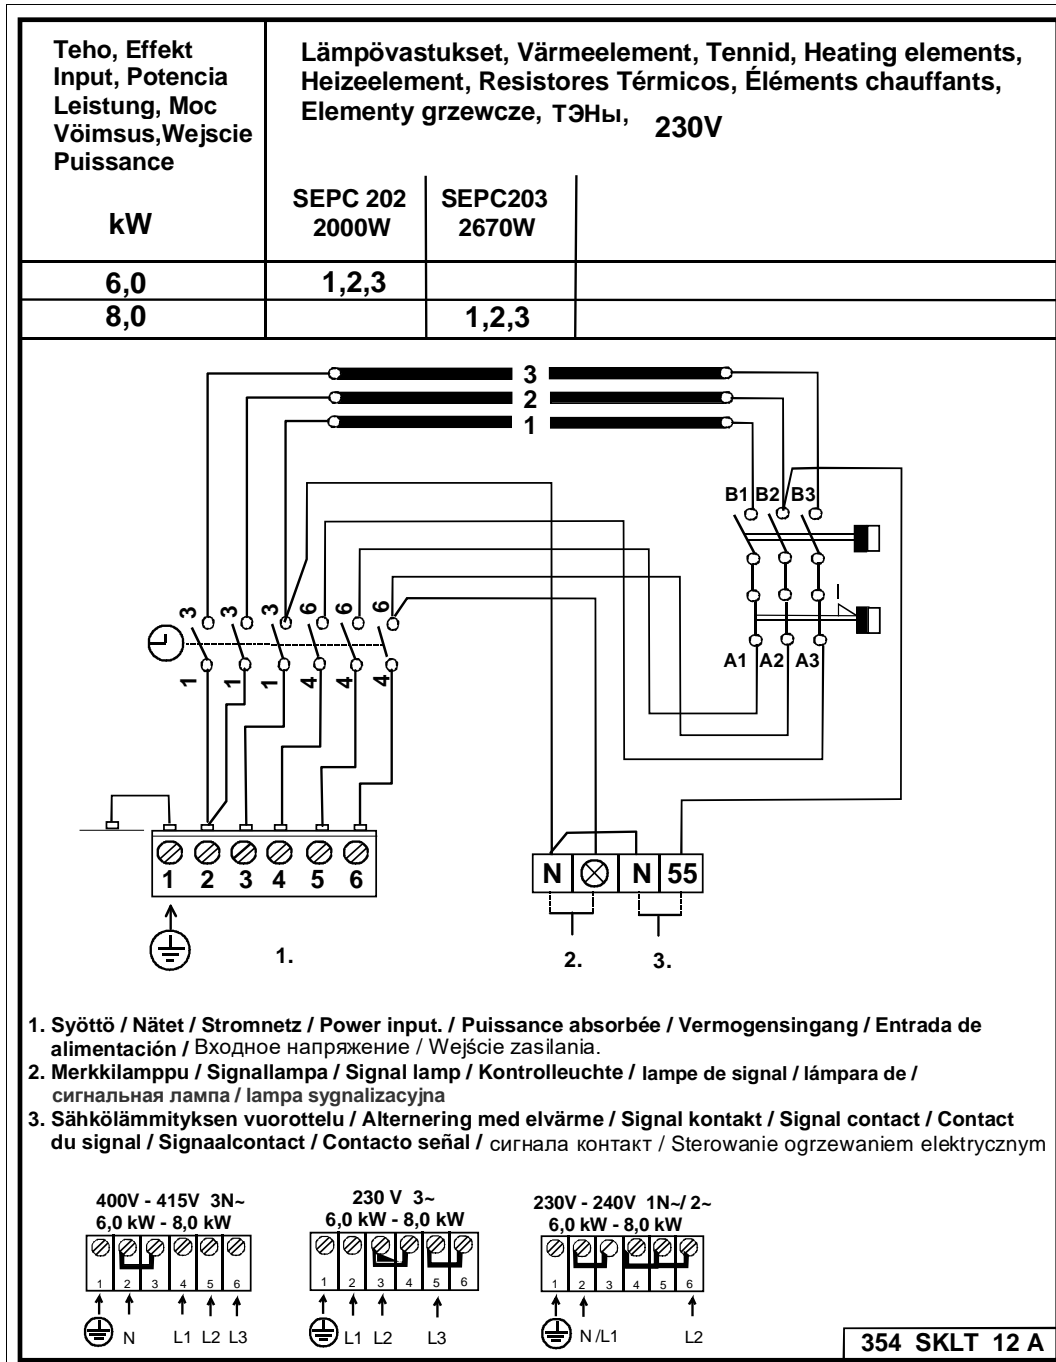 Teho, Effekt
Input, Potencia
Leistung, Moc
Vöimsus,Wejscie
Puissance
kW
Lämpövastukset, Värmeelement, Tennid, Heating elements,
Heizeelement, Resistores Térmicos, Éléments chauffants,
Elementy grzewcze, ТЭНы, 230V
SEPC 202
2000W
SEPC203
2670W
6,0 1,2,3
8,0 1,2,3
3
2
1
B1 B2 B3
3 3 3 6 6 6
A1 A2 A3
1 1 1 4 4 4
1 2 3 4 5 6
N N 55
1. 2. 3.
1. Syöttö / Nätet / Stromnetz / Power input. / Puissance absorbée / Vermogensingang / Entrada de
alimentación / Входное напряжение / Wejście zasilania.
2. Merkkilamppu / Signallampa / Signal lamp / Kontrolleuchte / lampe de signal / lámpara de /
сигнальная лампа / lampa sygnalizacyjna
3. Sähkölämmityksen vuorottelu / Alternering med elvärme / Signal kontakt / Signal contact / Contact
du signal / Signaalcontact / Contacto señal / сигнала контакт / Sterowanie ogrzewaniem elektrycznym
400V - 415V 3N~
6,0 kW - 8,0 kW
1 2 3 4 5 6
N L1 L2 L3
230 V 3~
6,0 kW - 8,0 kW
1 2 3 4 5 6
L1 L2 L3
230V - 240V 1N~/ 2~
6,0 kW - 8,0 kW
1 2 3 4 5 6
N /L1 L2
354 SKLT 12 A